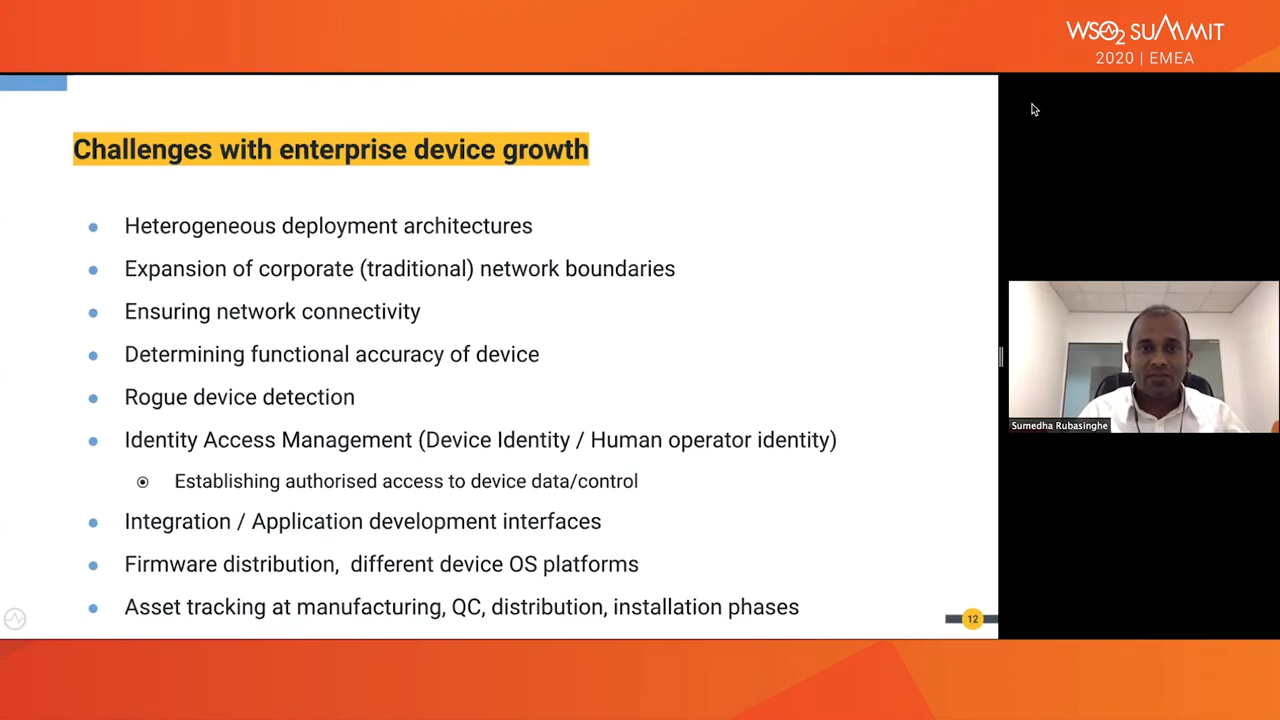 WSO2 SUMMIT
2020 | EMEA
Challenges with enterprise device growth
Heterogeneous deployment architectures
Expansion of corporate (traditional) network boundaries
Ensuring network connectivity
Determining functional accuracy of device
Rogue device detection
Identity Access Management (Device Identity / Human operator identity)
Establishing authorised access to device data/control
Integration / Application development interfaces
Firmware distribution, different device OS platforms
Asset tracking at manufacturing, QC, distribution, installation phases
12
Sumedha Rubasinghe